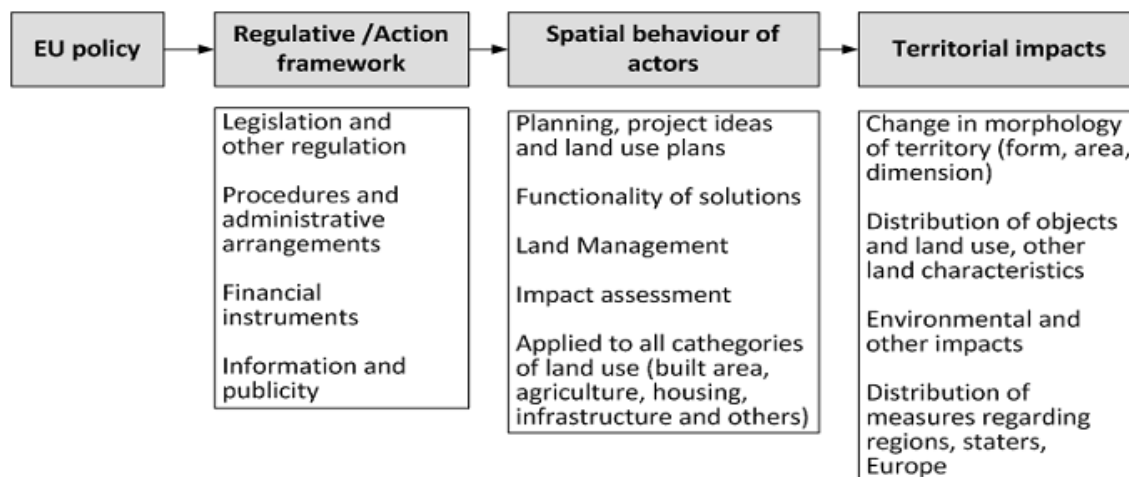 EU policy
Regulative /Action
framework
Spatial behaviour of
actors
Territorial impacts
Legislation and
other regulation
Procedures and
administrative
arrangements
Financial
instruments
Information and
publicity
Planning, project ideas
and land use plans
Functionality of solutions
Land Management
Impact assessment
Applied to all cathegories
of land use (built area,
agriculture, housing,
infrastructure and others)
Change in morphology
of territory (form, area,
dimension)
Distribution of objects
and land use, other
land characteristics
Environmental and
other impacts
Distribution of
measures regarding
regions, staters,
Europe